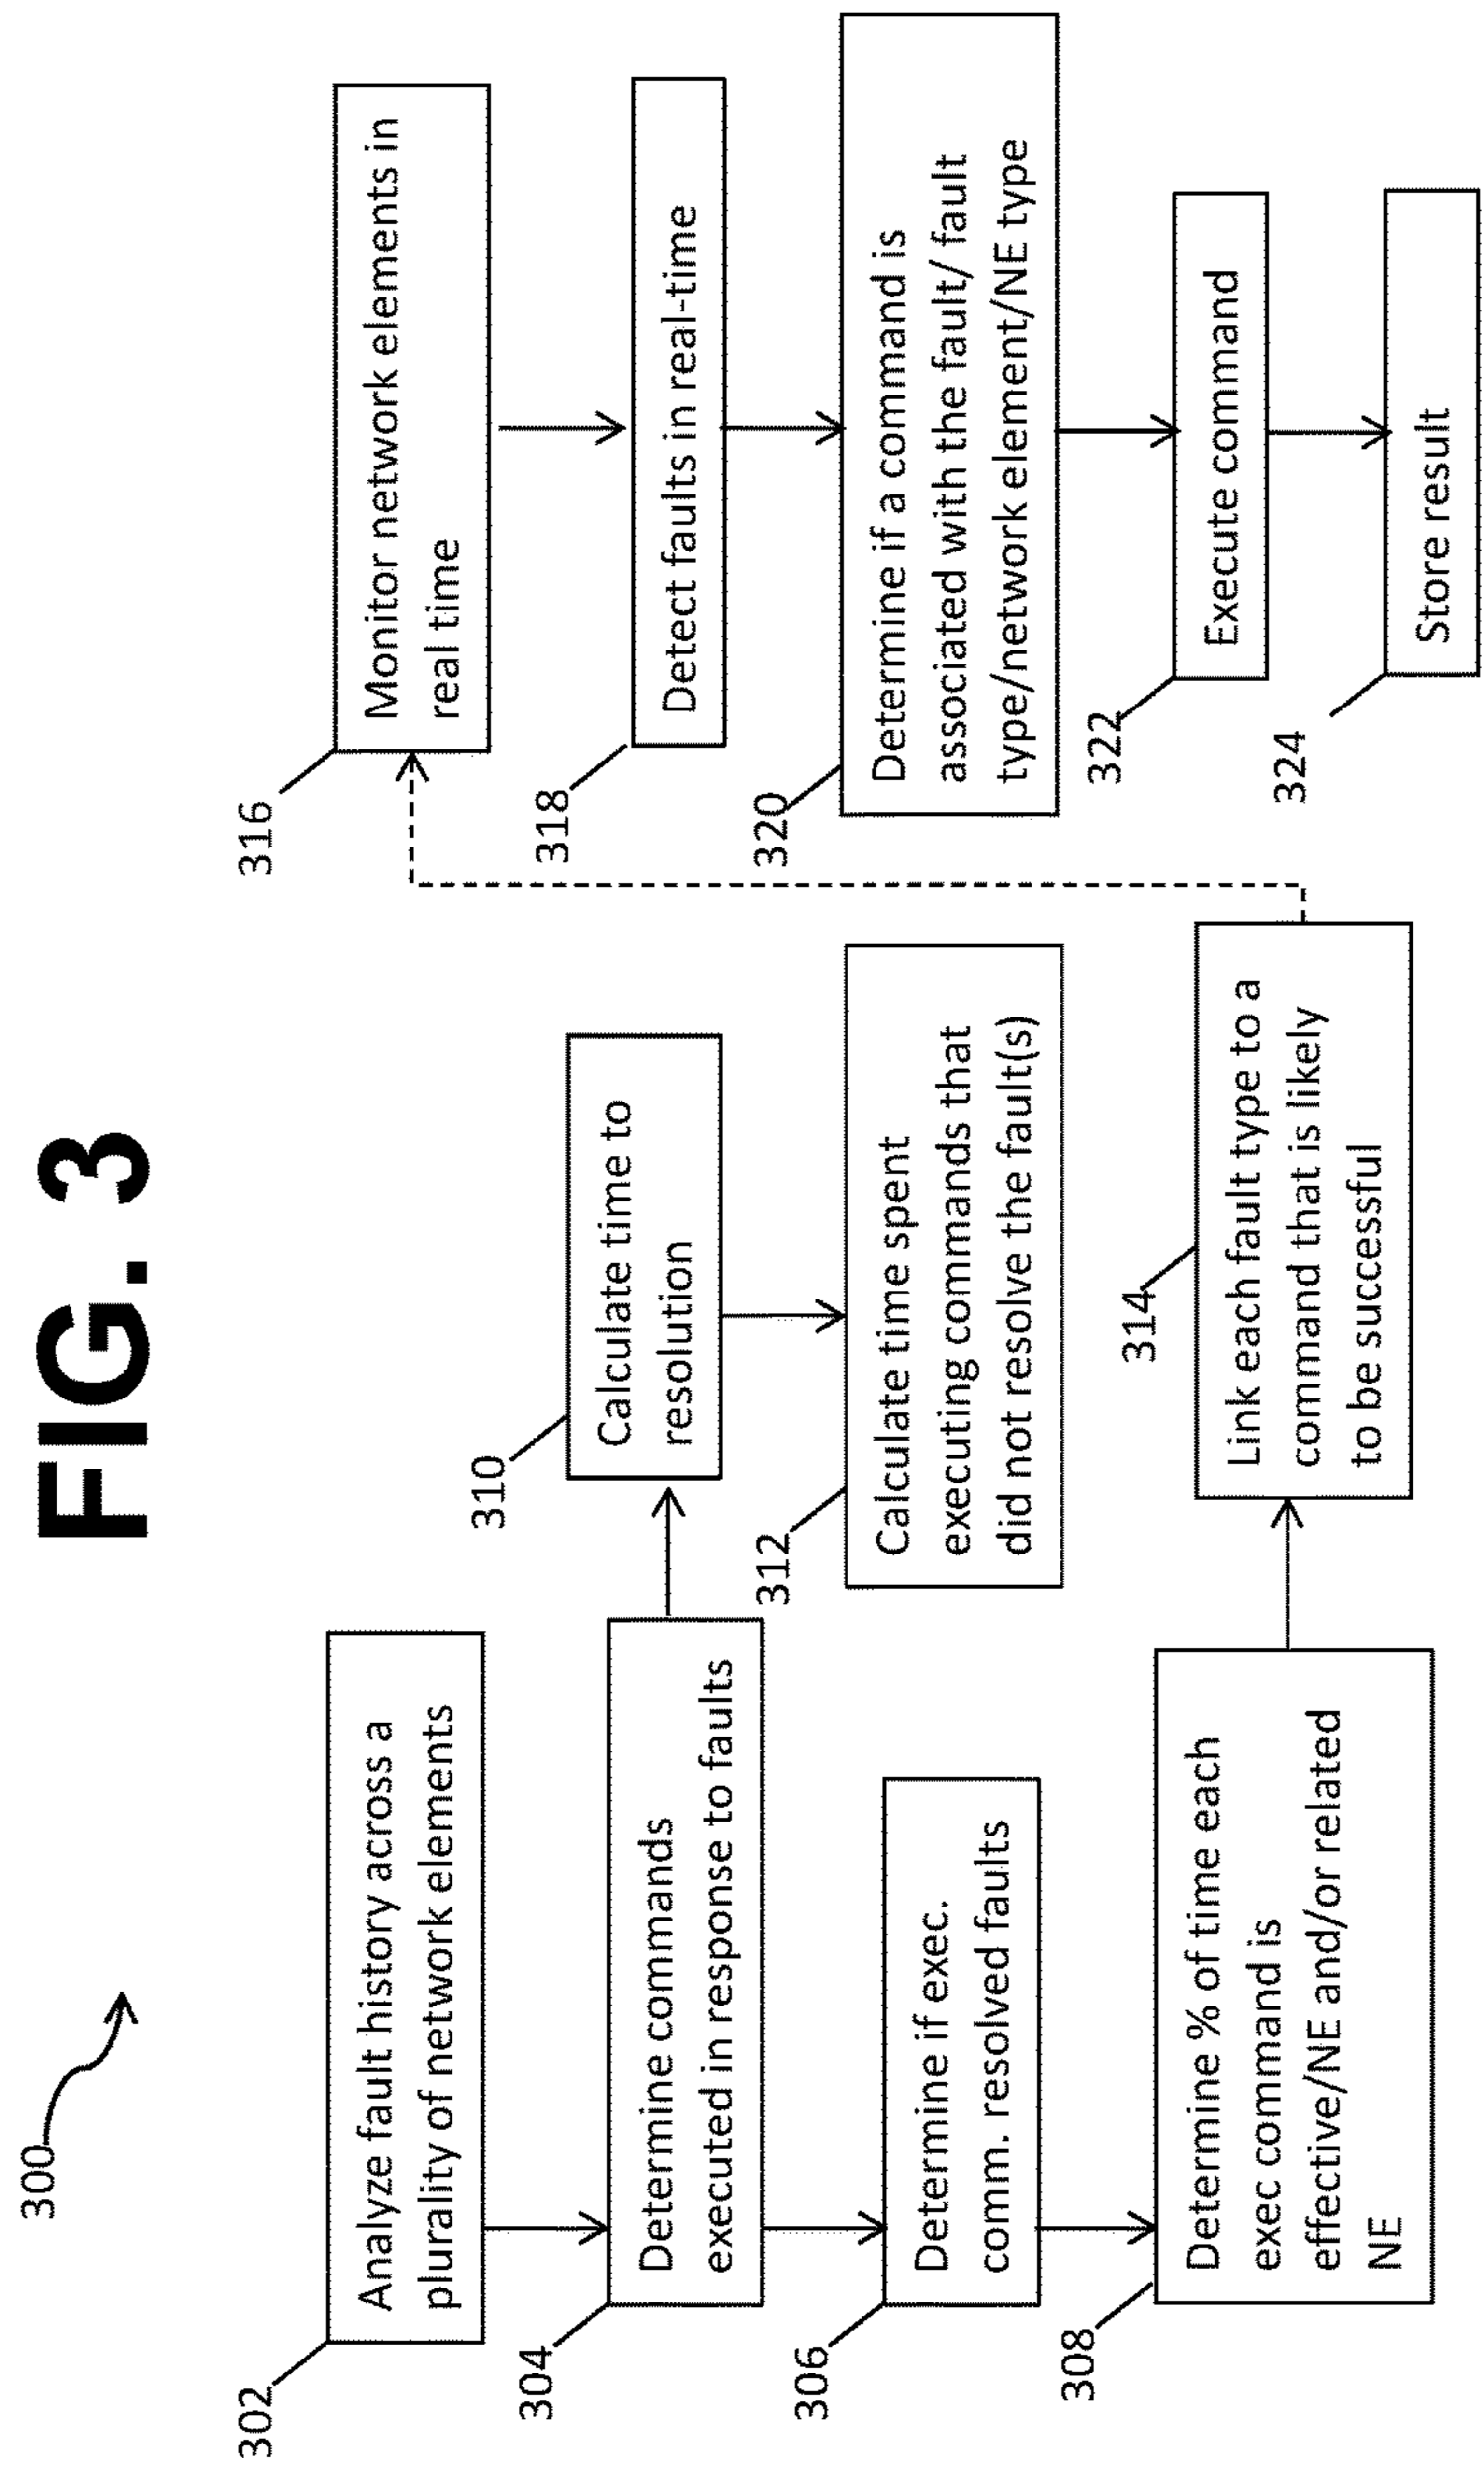 FIG. 3
300
302
Analyze fault history across a
plurality of network elements
304
Determine commands
executed in response to faults
306
Determine if exec.
comm. resolved faults
308
Determine % of time each
exec command is
effective/NE and/or related
NE
310
Calculate time to
resolution
312
Calculate time spent
executing commands that
did not resolve the fault(s)
314
Link each fault type to a
command that is likely
to be successful
316
Monitor network elements in
real time
318
Detect faults in real-time
320
Determine if a command is
associated with the fault/ fault
type/network element/NE type
322
Execute command
324
Store result